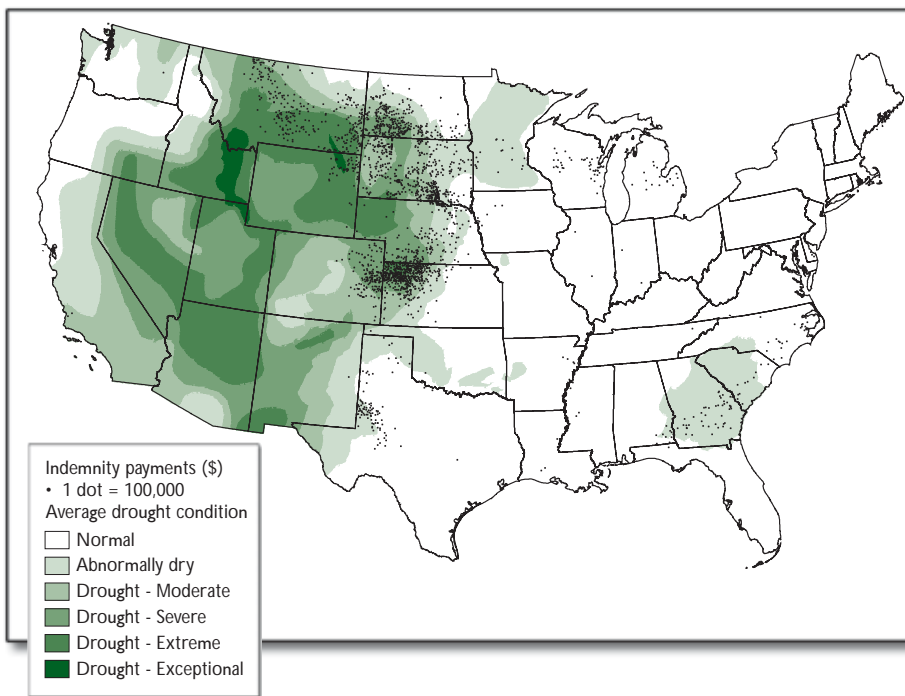 Indemnity payments ($)
• 1 dot = 100,000
Average drought condition
Normal
Abnormally dry
Drought - Moderate
Drought - Severe
Drought - Extreme
Drought - Exceptional